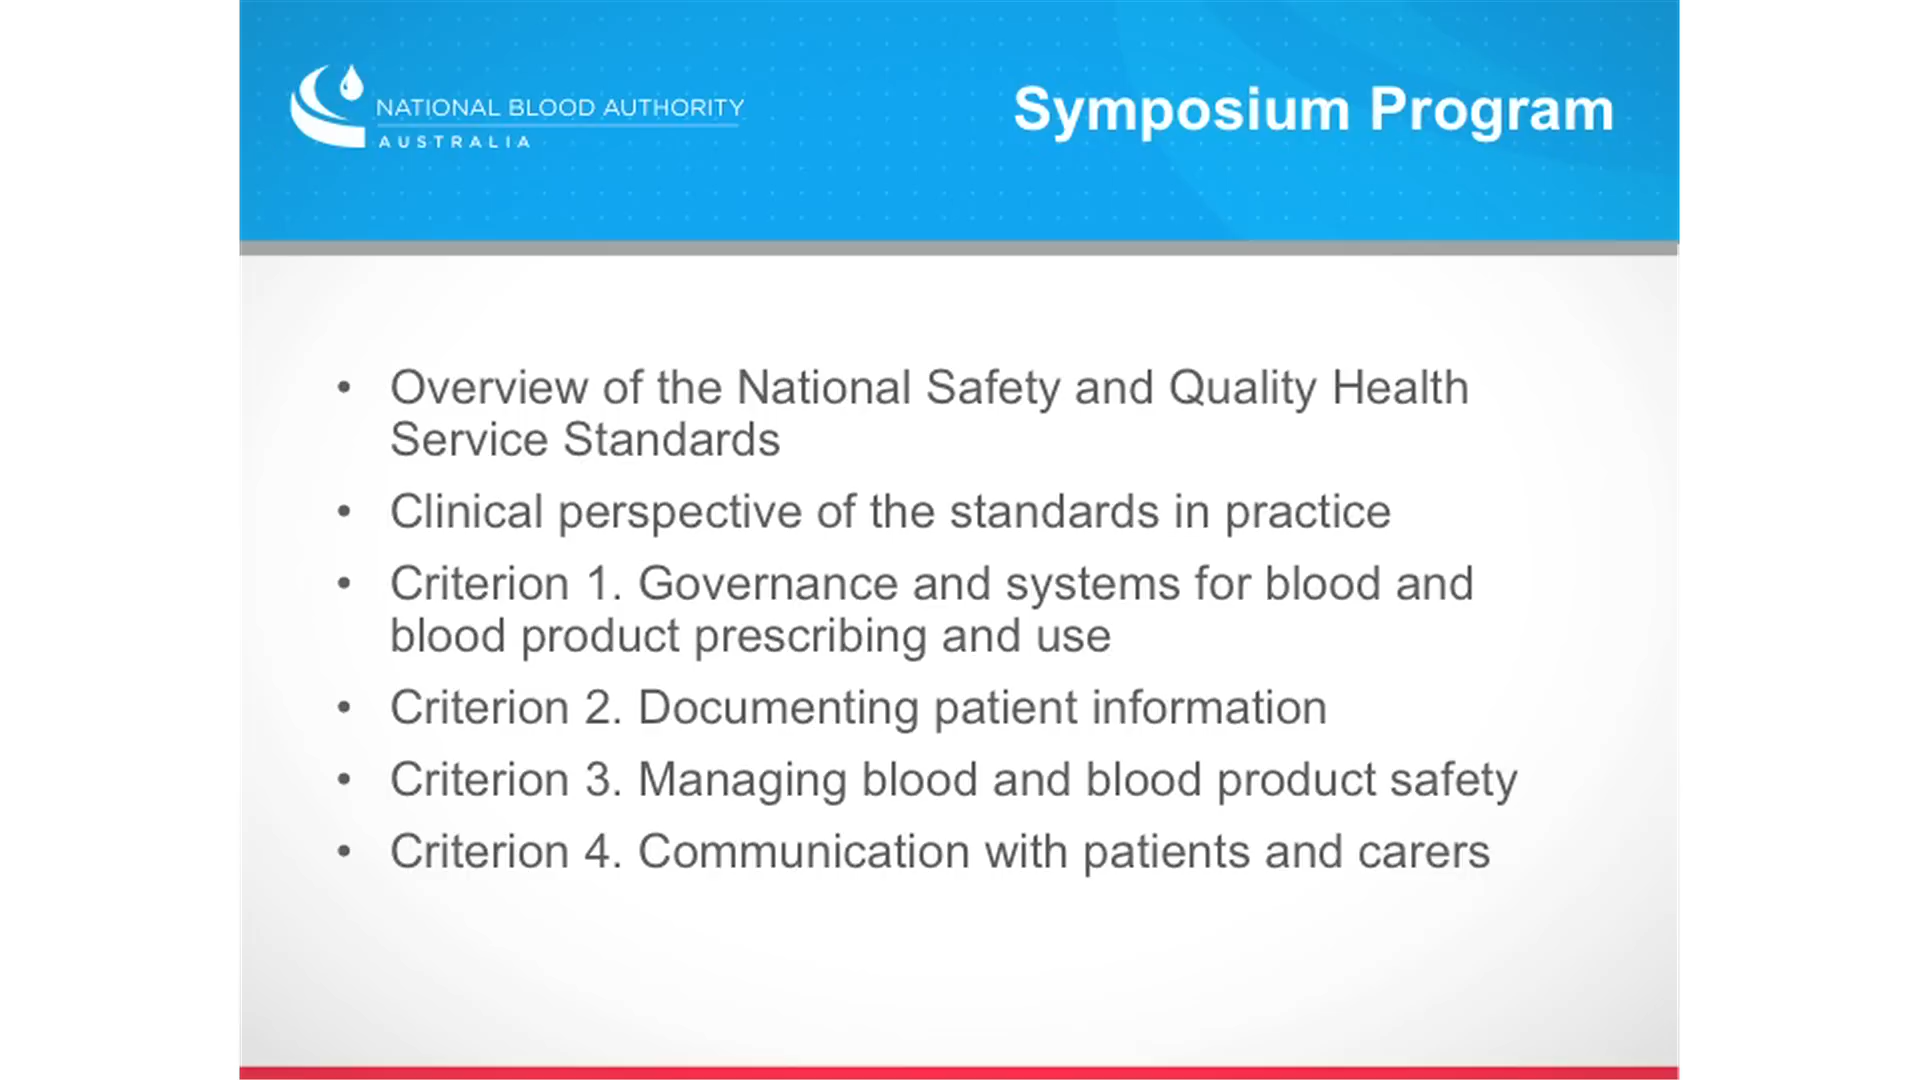 NATIONAL BLOOD AUTHORITY
AUSTRALIA
Symposium Program
• Overview of the National Safety and Quality Health
Service Standards
• Clinical perspective of the standards in practice
• Criterion 1. Governance and systems for blood and
blood product prescribing and use
• Criterion 2. Documenting patient information
• Criterion 3. Managing blood and blood product safety
• Criterion 4. Communication with patients and carers